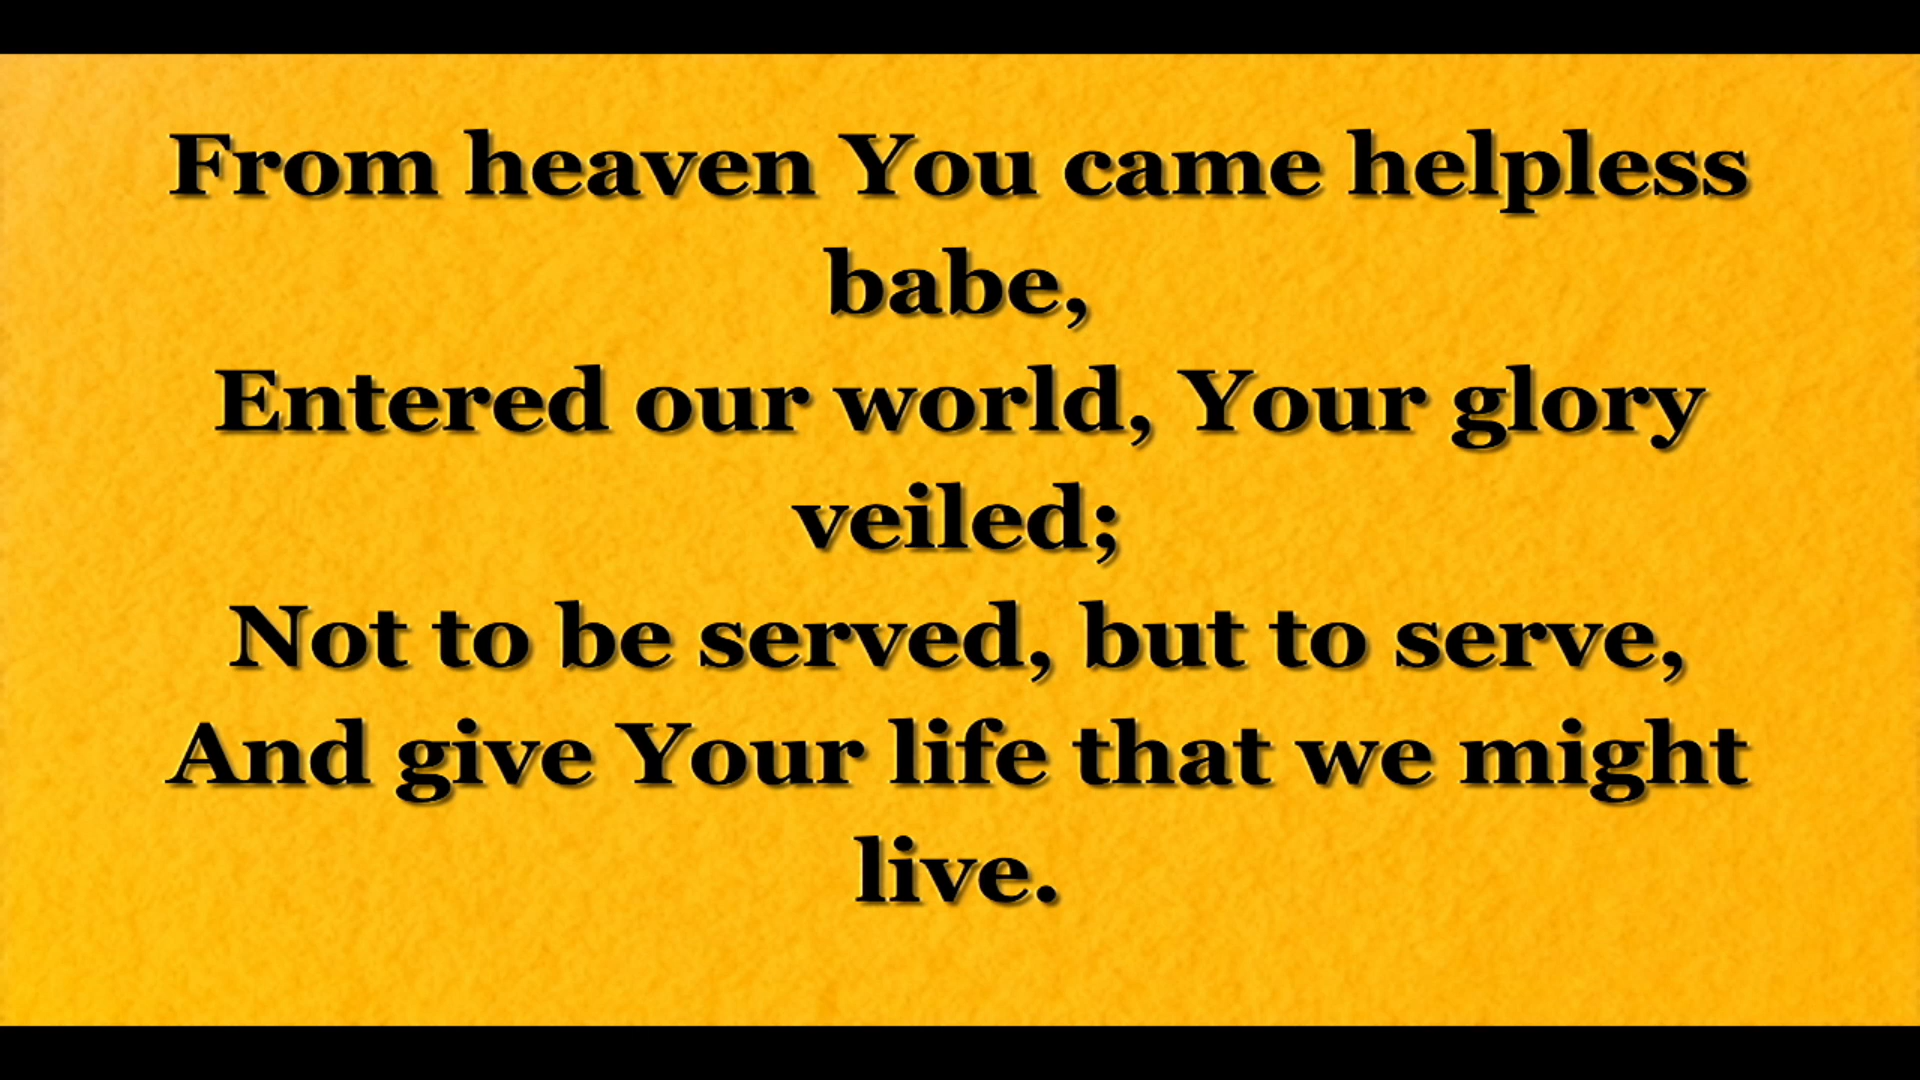 From heaven You came helpless
babe,
Entered our world, Your glory
veiled;
Not to be served, but to serve,
And give Your life that we might
live.